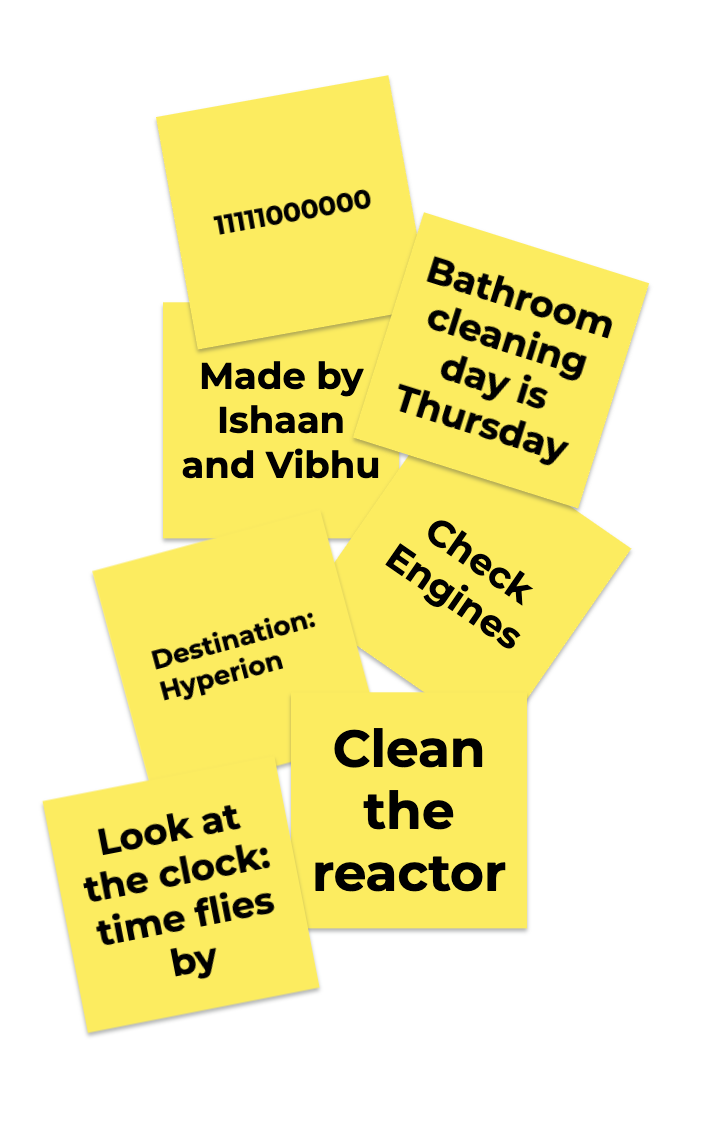 11111000000
Bathroom
cleaning
day is
Thursday
Made by
Ishaan
and Vibhu
Check
Engines
Destination:
Hyperion
Clean
the
reactor
Look at
the clock:
time flies
by